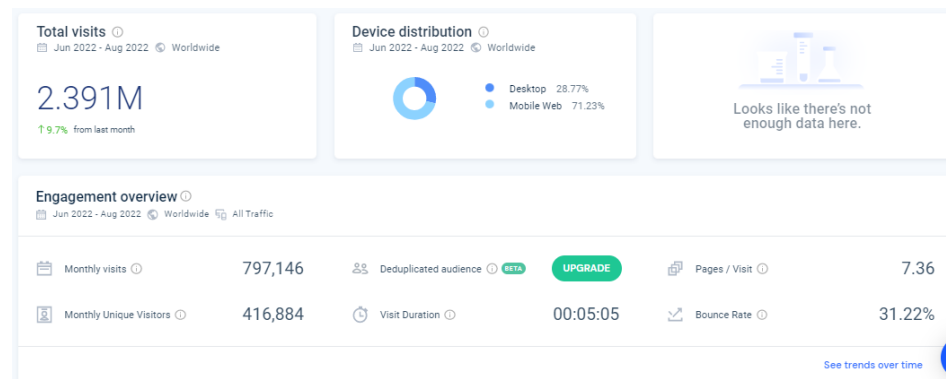 Total visits
Jun 2022 - Aug 2022 Worldwide
2.391M
↑ 9.7% from last month
Device distribution
Jun 2022 - Aug 2022 Worldwide
Desktop 28.77%
Mobile Web 71.23%
Looks like there's not
enough data here.
Engagement overview
Jun 2022 - Aug 2022 Worldwide All Traffic
Monthly visits 797,146
Deduplicated audience BETA UPGRADE
Pages / Visit 7.36
Monthly Unique Visitors 416,884
Visit Duration 00:05:05
Bounce Rate 31.22%
See trends over time